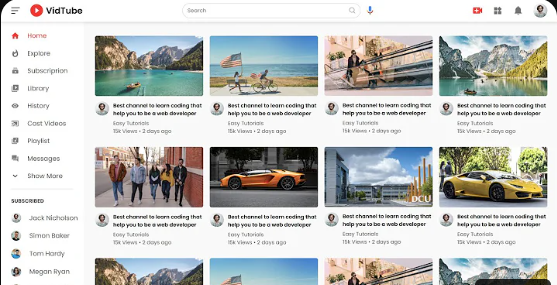 VidTube
Search
Home
Explore
Subscription
Library
History
Cast Videos
Playlist
Messages
Show More
SUBSCRIBED
Jack Nicholson
Simon Baker
Tom Hardy
Megan Ryan
Best channel to learn coding that
help you to be a web developer
Easy Tutorials
15k Views • 2 days ago
Best channel to learn coding that
help you to be a web developer
Easy Tutorials
15k Views • 2 days ago
Best channel to learn coding that
help you to be a web developer
Easy Tutorials
15k Views • 2 days ago
Best channel to learn coding that
help you to be a web developer
Easy Tutorials
15k Views • 2 days ago
DCU
Best channel to learn coding that
help you to be a web developer
Easy Tutorials
15k Views • 2 days ago
Best channel to learn coding that
help you to be a web developer
Easy Tutorials
15k Views • 2 days ago
Best channel to learn coding that
help you to be a web developer
Easy Tutorials
15k Views • 2 days ago
Best channel to learn coding that
help you to be a web developer
Easy Tutorials
15k Views • 2 days ago